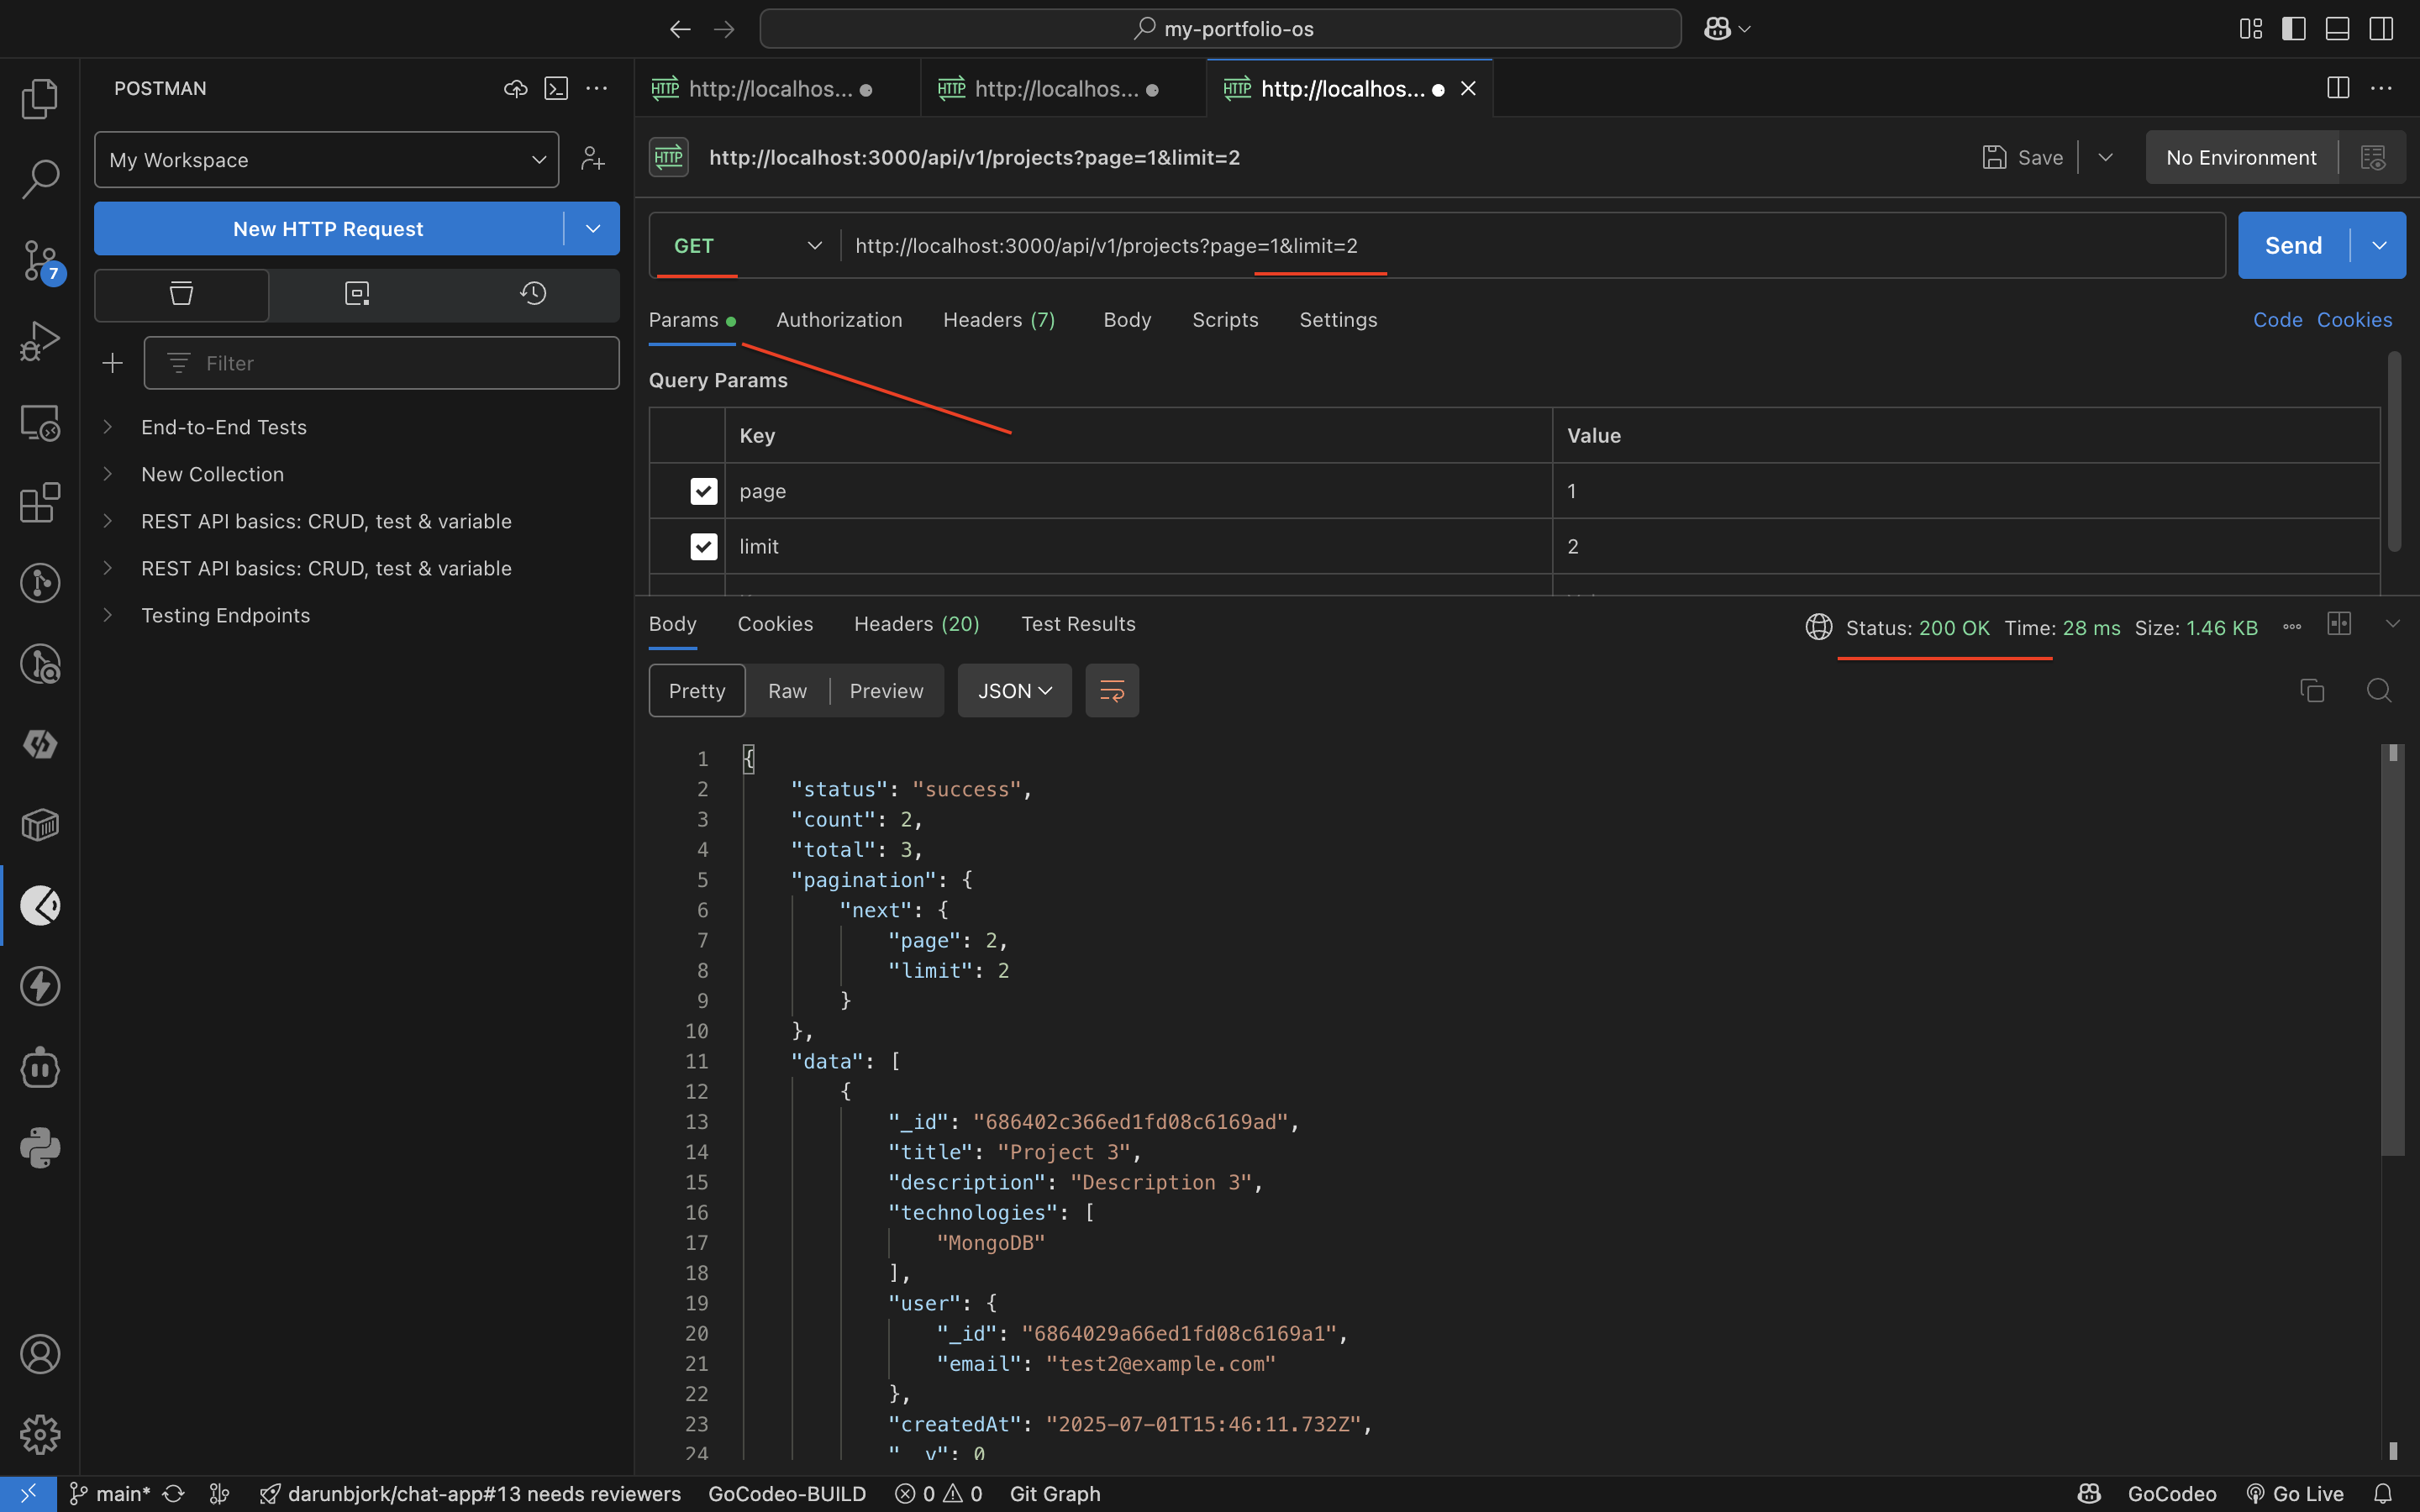 my-portfolio-os
POSTMAN
HTTP http://localhos...
HTTP http://localhos...
HTTP http://localhos...
My Workspace
HTTP http://localhost:3000/api/v1/projects?page=1&limit=2
Save
No Environment
New HTTP Request
GET
http://localhost:3000/api/v1/projects?page=1&limit=2
Send
7
Params
Authorization
Headers (7)
Body
Scripts
Settings
Code
Cookies
Filter
Query Params
Key
Value
page
1
limit
2
End-to-End Tests
New Collection
REST API basics: CRUD, test & variable
REST API basics: CRUD, test & variable
Testing Endpoints
Body
Cookies
Headers (20)
Test Results
Status: 200 OK Time: 28 ms Size: 1.46 KB
Pretty
Raw
Preview
JSON
1 {
2 "status": "success",
3 "count": 2,
4 "total": 3,
5 "pagination": {
6 "next": {
7 "page": 2,
8 "limit": 2
9 }
10 },
11 "data": [
12 {
13 "_id": "686402c366ed1fd08c6169ad",
14 "title": "Project 3",
15 "description": "Description 3",
16 "technologies": [
17 "MongoDB"
18 ],
19 "user": {
20 "_id": "6864029a66ed1fd08c6169a1",
21 "email": "test2@example.com"
22 },
23 "createdAt": "2025-07-01T15:46:11.732Z",
24 "__v": 0
main*
darunbjork/chat-app#13 needs reviewers
GoCodeo-BUILD
0
0
Git Graph
GoCodeo
Go Live